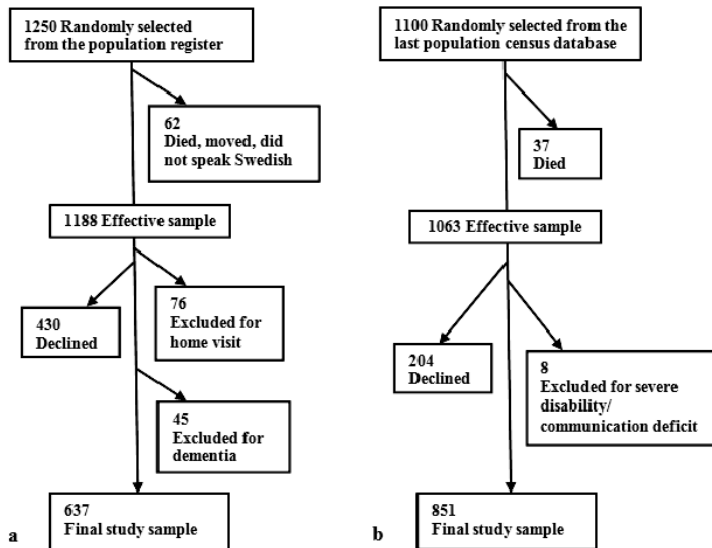 1250 Randomly selected
from the population register
62
Died, moved, did
not speak Swedish
1188 Effective sample
430
Declined
76
Excluded for
home visit
45
Excluded for
dementia
637
Final study sample
a
1100 Randomly selected from the
last population census database
37
Died
1063 Effective sample
204
Declined
8
Excluded for severe
disability/
communication deficit
851
Final study sample
b